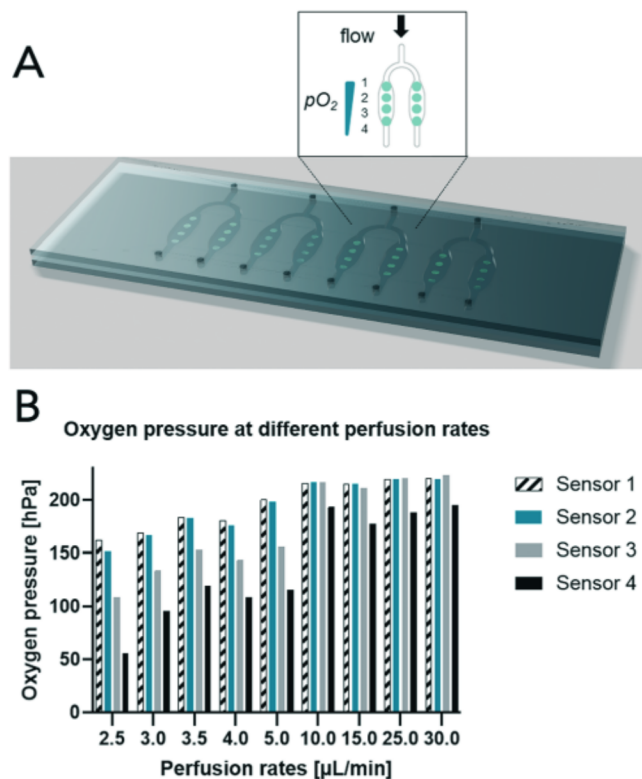 A
flow
pO₂
1
2
3
4
B
Oxygen pressure at different perfusion rates
Oxygen pressure [hPa]
200
150
100
50
0
2.5 3.0 3.5 4.0 5.0 10.0 15.0 25.0 30.0
Perfusion rates [µL/min]
Sensor 1
Sensor 2
Sensor 3
Sensor 4